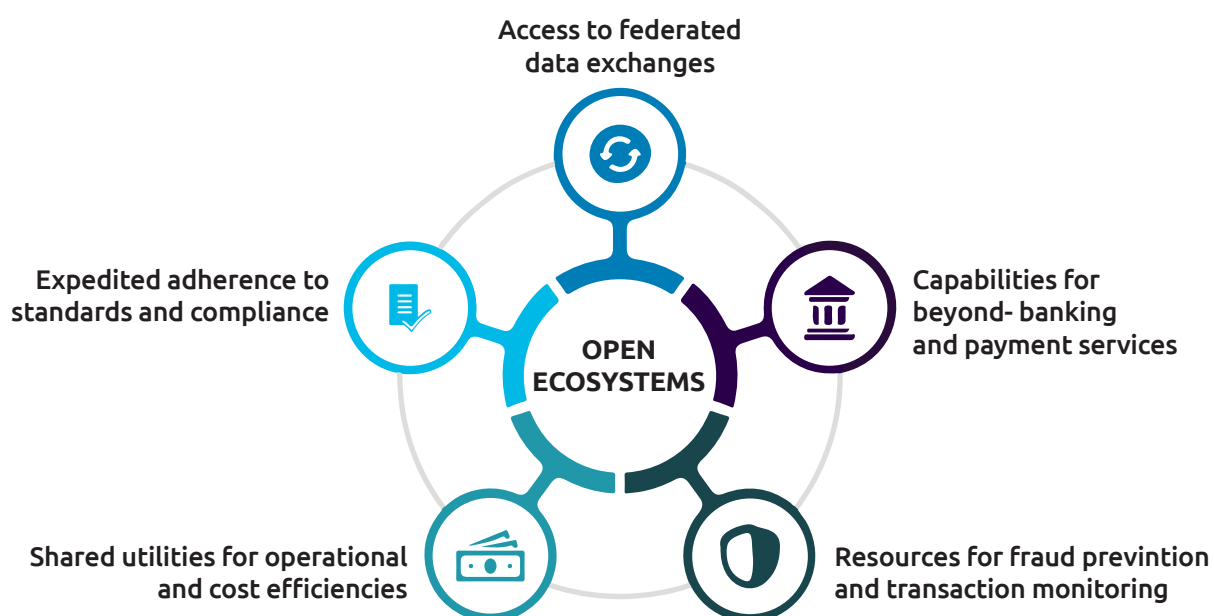 Access to federated
data exchanges
Expedited adherence to
standards and compliance
Capabilities for
beyond- banking
and payment services
OPEN
ECOSYSTEMS
Shared utilities for operational
and cost efficiencies
Resources for fraud previntion
and transaction monitoring